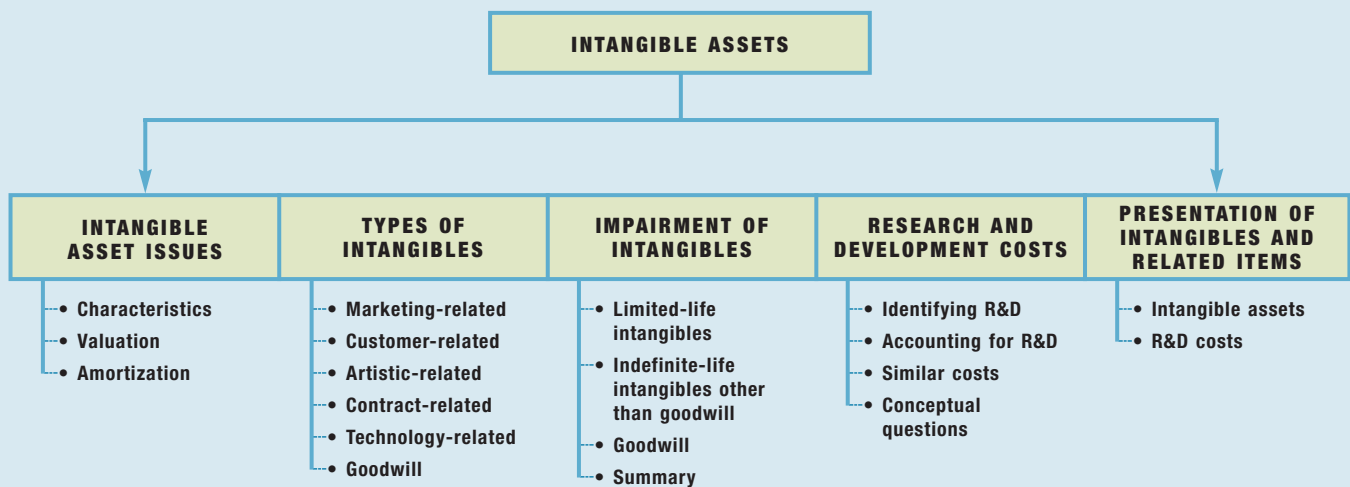 INTANGIBLE ASSETS
INTANGIBLE
ASSET ISSUES
• Characteristics
• Valuation
• Amortization
TYPES OF
INTANGIBLES
• Marketing-related
• Customer-related
• Artistic-related
• Contract-related
• Technology-related
• Goodwill
IMPAIRMENT OF
INTANGIBLES
• Limited-life
intangibles
• Indefinite-life
intangibles other
than goodwill
• Goodwill
• Summary
RESEARCH AND
DEVELOPMENT COSTS
• Identifying R&D
• Accounting for R&D
• Similar costs
• Conceptual
questions
PRESENTATION OF
INTANGIBLES AND
RELATED ITEMS
• Intangible assets
• R&D costs